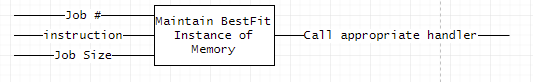 Job #
instruction
Job Size
Maintain BestFit
Instance of
Memory
Call appropriate handler